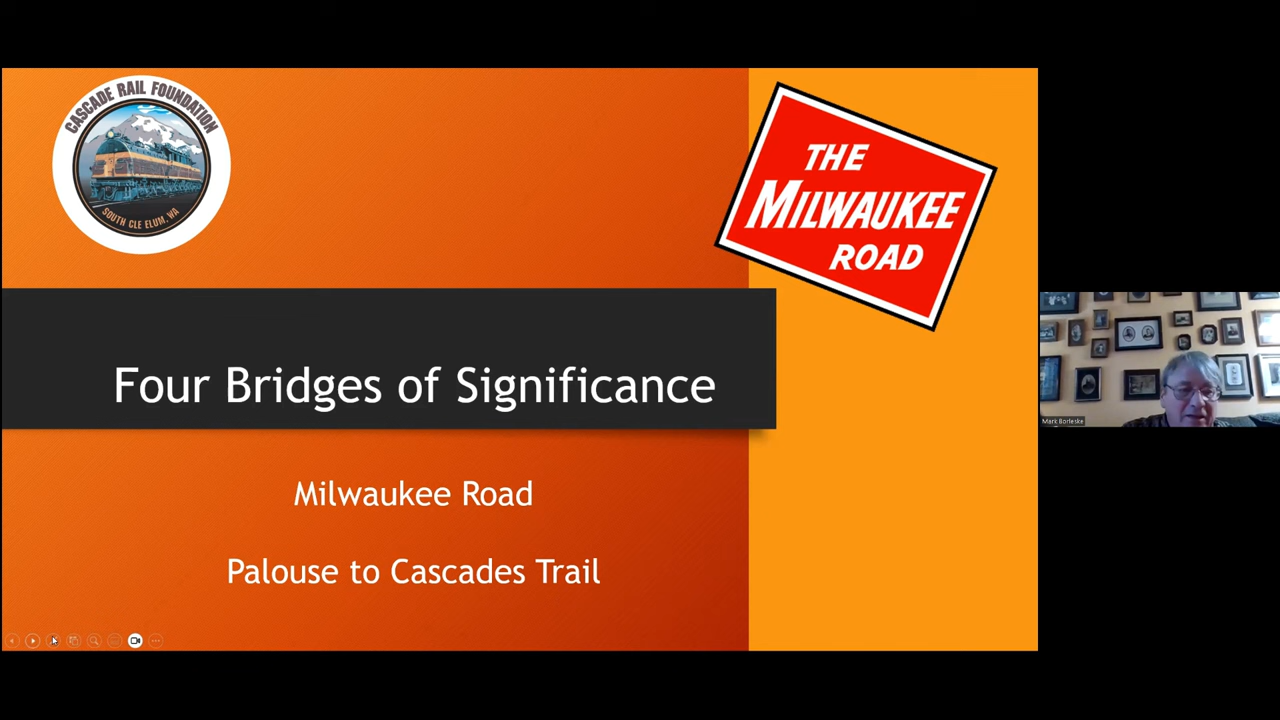 CASCADE RAIL FOUNDATION
SOUTH CLE ELUM, WA
THE
MILWAUKEE
ROAD
Four Bridges of Significance
Milwaukee Road
Palouse to Cascades Trail
Mark Borleske